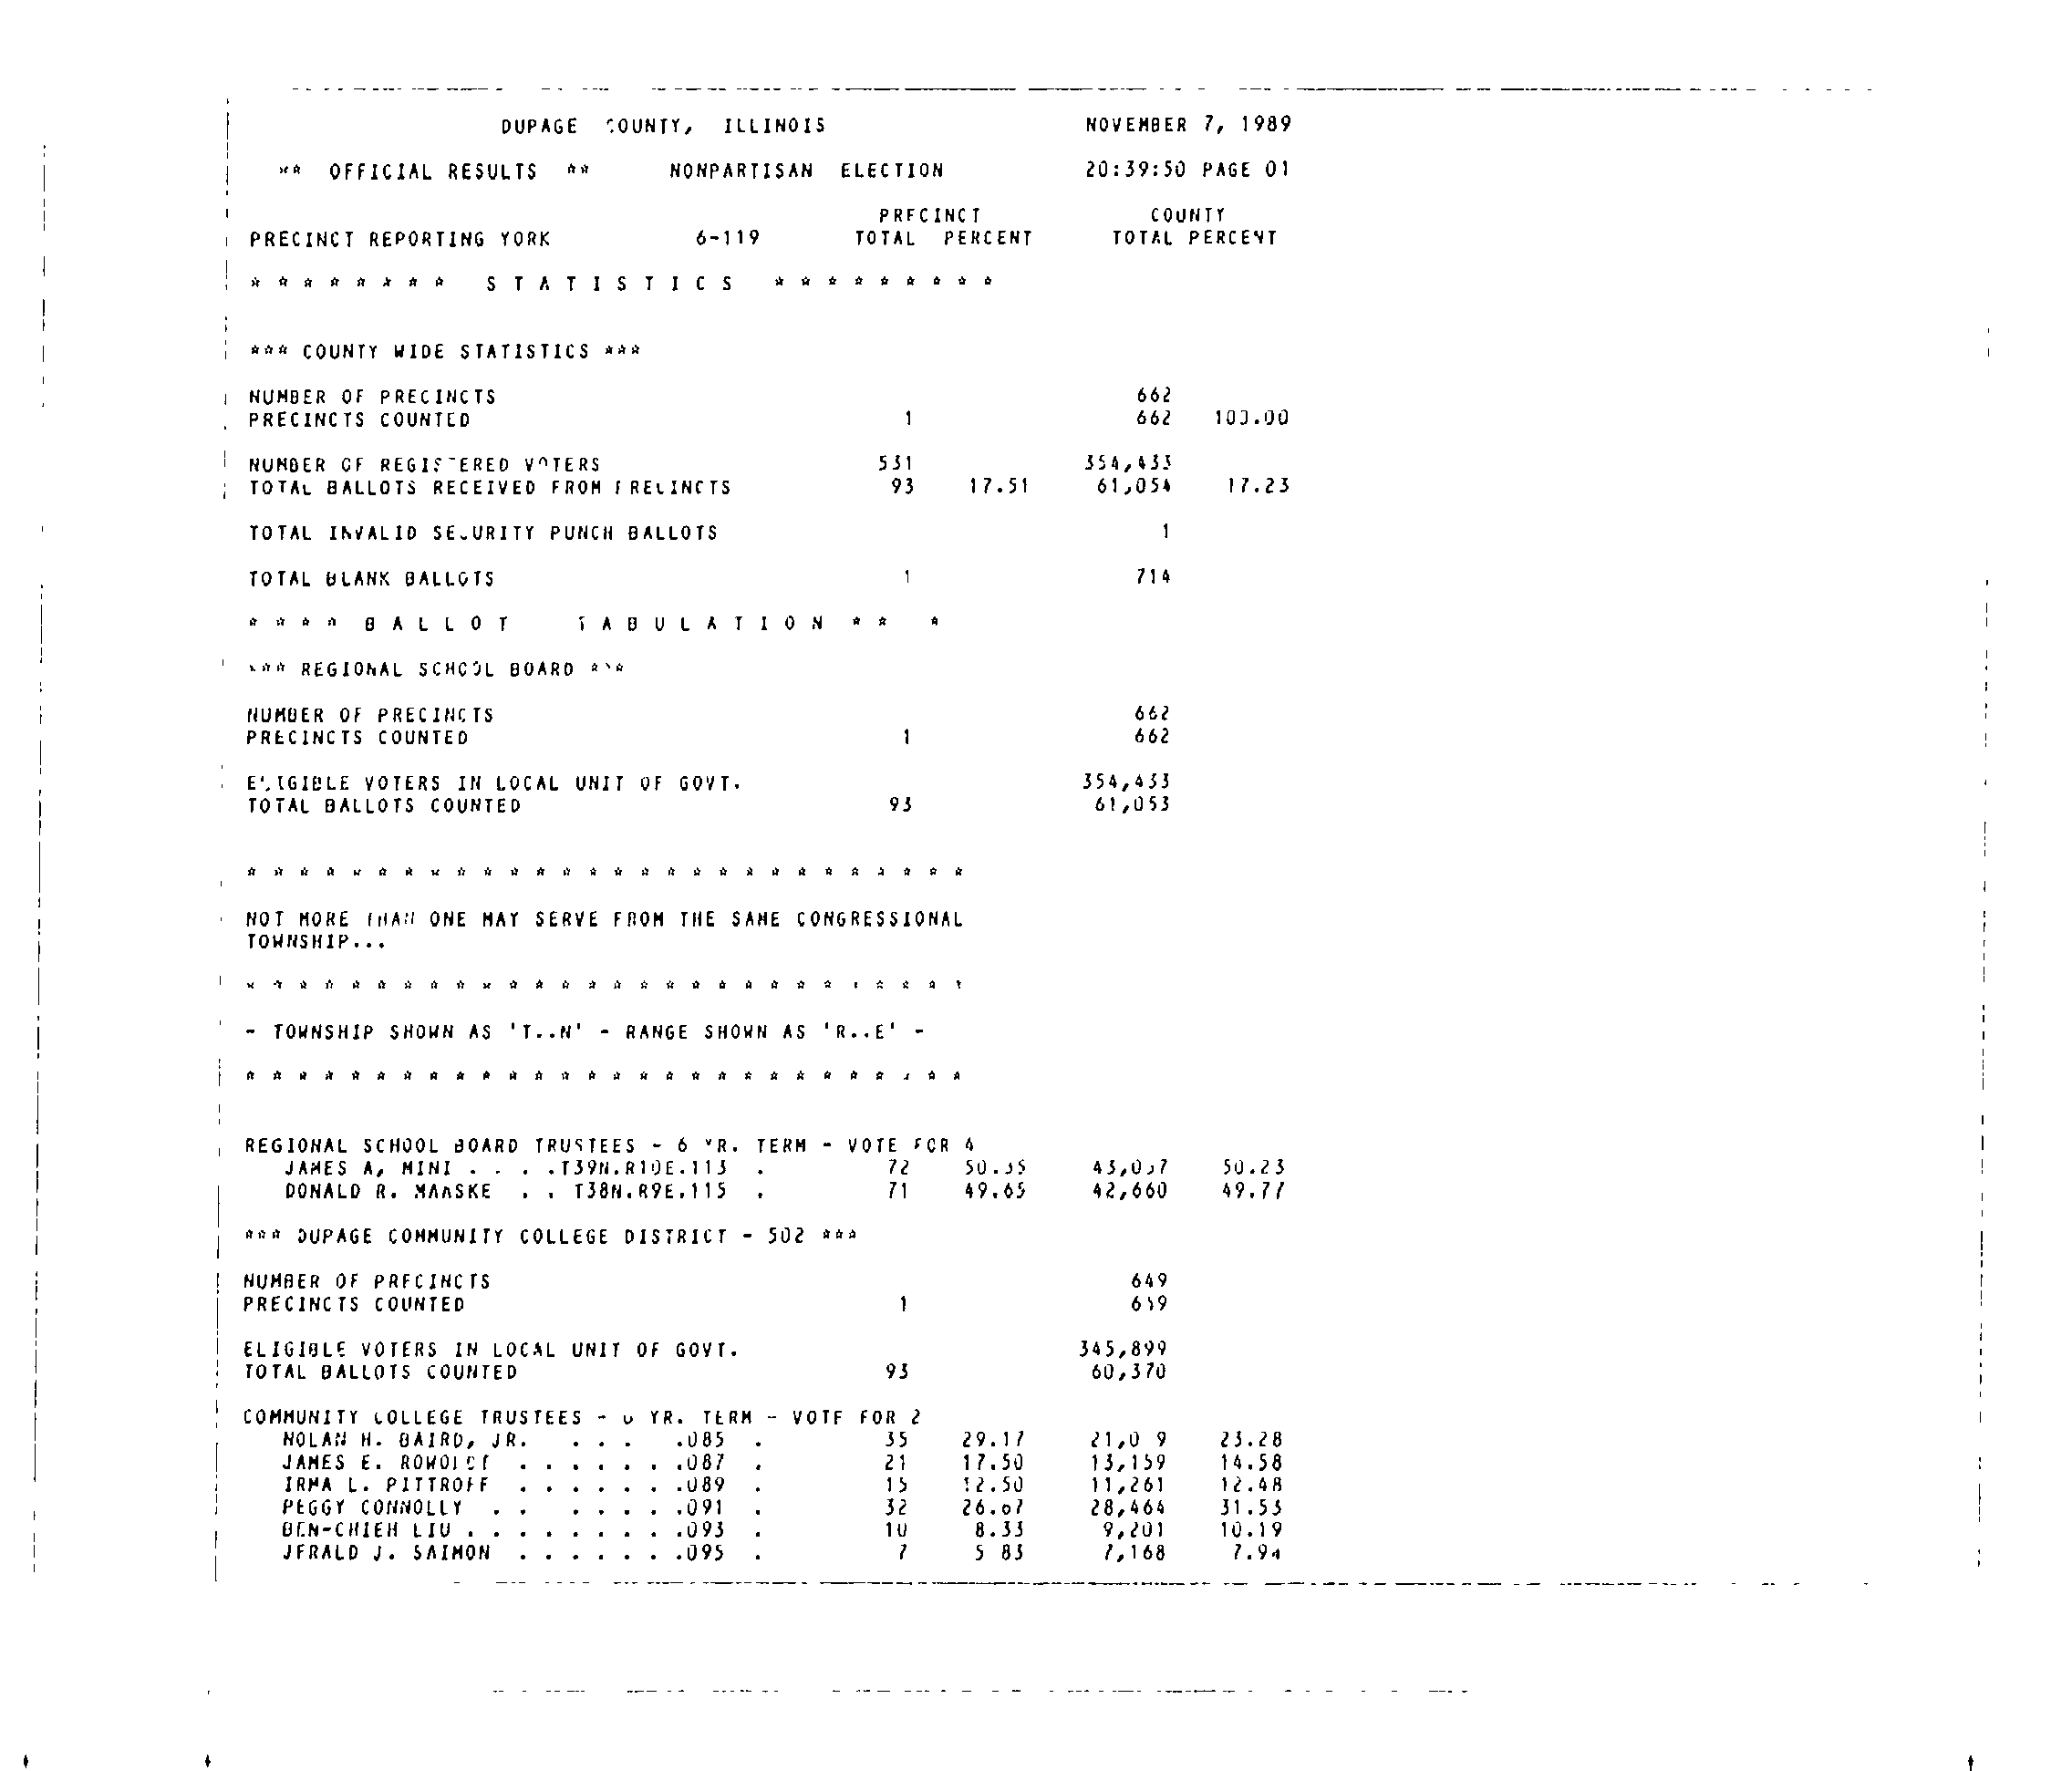 DUPAGE COUNTY, ILLINOIS NOVEMBER 7, 1989
** OFFICIAL RESULTS ** NONPARTISAN ELECTION 20:39:50 PAGE 01
PRECINCT COUNTY
PRECINCT REPORTING YORK 6-119 TOTAL PERCENT TOTAL PERCENT
* * * * * * * * S T A T I S T I C S * * * * * * * * *
*** COUNTY WIDE STATISTICS ***
NUMBER OF PRECINCTS 662
PRECINCTS COUNTED 1 662 100.00
NUMBER OF REGISTERED VOTERS 531 354,433
TOTAL BALLOTS RECEIVED FROM PRECINCTS 93 17.51 61,054 17.23
TOTAL INVALID SECURITY PUNCH BALLOTS 1
TOTAL BLANK BALLOTS 1 714
* * * * B A L L O T T A B U L A T I O N * * *
*** REGIONAL SCHOOL BOARD ***
NUMBER OF PRECINCTS 662
PRECINCTS COUNTED 1 662
ELIGIBLE VOTERS IN LOCAL UNIT OF GOVT. 354,433
TOTAL BALLOTS COUNTED 93 61,053
* * * * * * * * * * * * * * * * * * * * * * * * * * * *
NOT MORE THAN ONE MAY SERVE FROM THE SAME CONGRESSIONAL
TOWNSHIP...
* * * * * * * * * * * * * * * * * * * * * * * * * * * *
- TOWNSHIP SHOWN AS 'T..N' - RANGE SHOWN AS 'R..E' -
* * * * * * * * * * * * * * * * * * * * * * * * * * * *
REGIONAL SCHOOL BOARD TRUSTEES - 6 YR. TERM - VOTE FOR 4
JAMES A. MINI . . . .T39N.R10E.113 . 72 50.35 50.23
DONALD R. MAASKE . . T38N.R9E.115 . 71 49.65 42,660 49.77
*** DUPAGE COMMUNITY COLLEGE DISTRICT - 502 ***
NUMBER OF PRECINCTS 649
PRECINCTS COUNTED 1 649
ELIGIBLE VOTERS IN LOCAL UNIT OF GOVT. 345,899
TOTAL BALLOTS COUNTED 93 60,370
COMMUNITY COLLEGE TRUSTEES - 6 YR. TERM - VOTE FOR 2
NOLAN H. BAIRD, JR. . . . .085 . 35 29.17 23.28
JAMES E. . . . . . . .087 . 21 17.50 13,159 14.58
IRMA L. PITTROFF . . . . . . .089 . 15 12.50 11,261 12.48
PEGGY CONNOLLY . . . . . . .091 . 32 26.67 28,464 31.53
BEN-CHIEH LIU . . . . . . . . .093 . 10 8.33 9,201 10.19
JERALD J. SAIMON . . . . . . .095 . 7 5 83 7,168 7.94